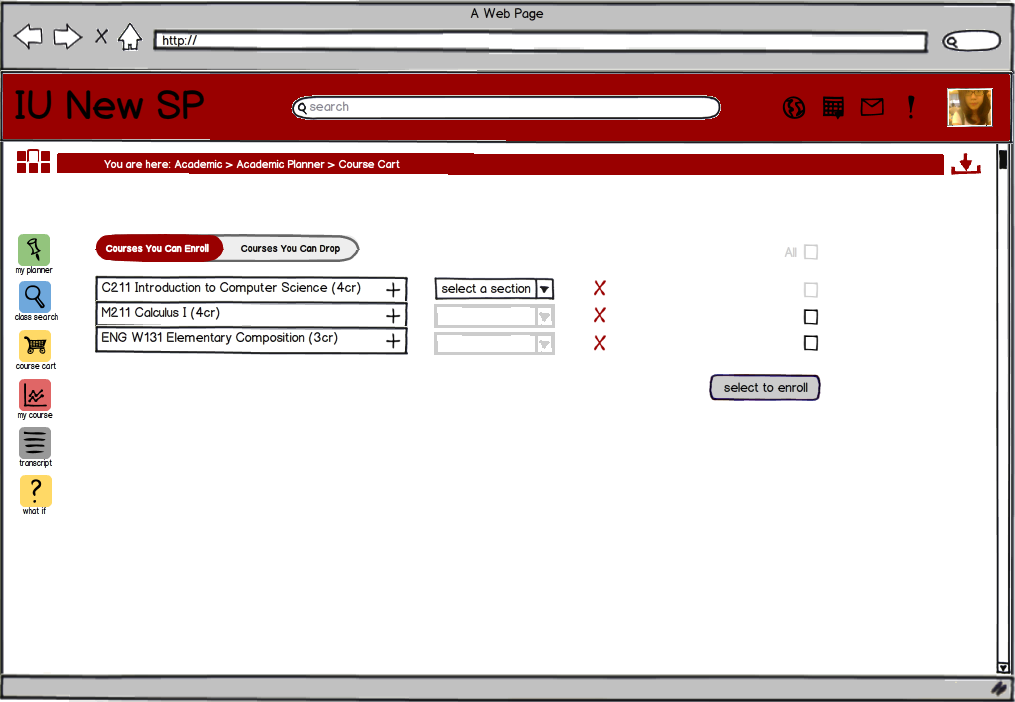 A Web Page
http://
IU New SP
search
You are here: Academic > Academic Planner > Course Cart
my planner
class search
course cart
my course
transcript
what if
Courses You Can Enroll
Courses You Can Drop
All
C211 Introduction to Computer Science (4cr)
select a section
X
M211 Calculus I (4cr)
X
ENG W131 Elementary Composition (3cr)
X
select to enroll